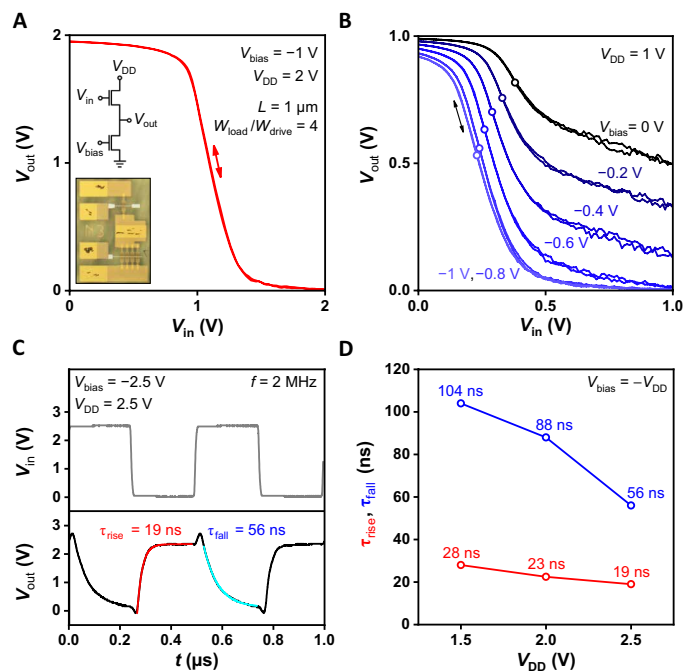 A
V_bias = −1 V
V_DD = 2 V
L = 1 µm
W_load/W_drive = 4
V_DD
V_in
V_out
V_bias
V_out (V)
2
1
0
0
1
2
V_in (V)
B
V_DD = 1 V
V_bias = 0 V
−0.2 V
−0.4 V
−0.6 V
−1 V, −0.8 V
V_out (V)
1.0
0.5
0.0
0.0
0.5
1.0
V_in (V)
C
V_bias = −2.5 V
f = 2 MHz
V_DD = 2.5 V
V_in (V)
3
2
1
0
τ_rise = 19 ns
τ_fall = 56 ns
V_out (V)
3
2
1
0
0.0
0.2
0.4
0.6
0.8
1.0
t (µs)
D
V_bias = −V_DD
104 ns
88 ns
56 ns
28 ns
23 ns
19 ns
τ_rise, τ_fall (ns)
120
100
80
60
40
20
0
1.5
2.0
2.5
V_DD (V)